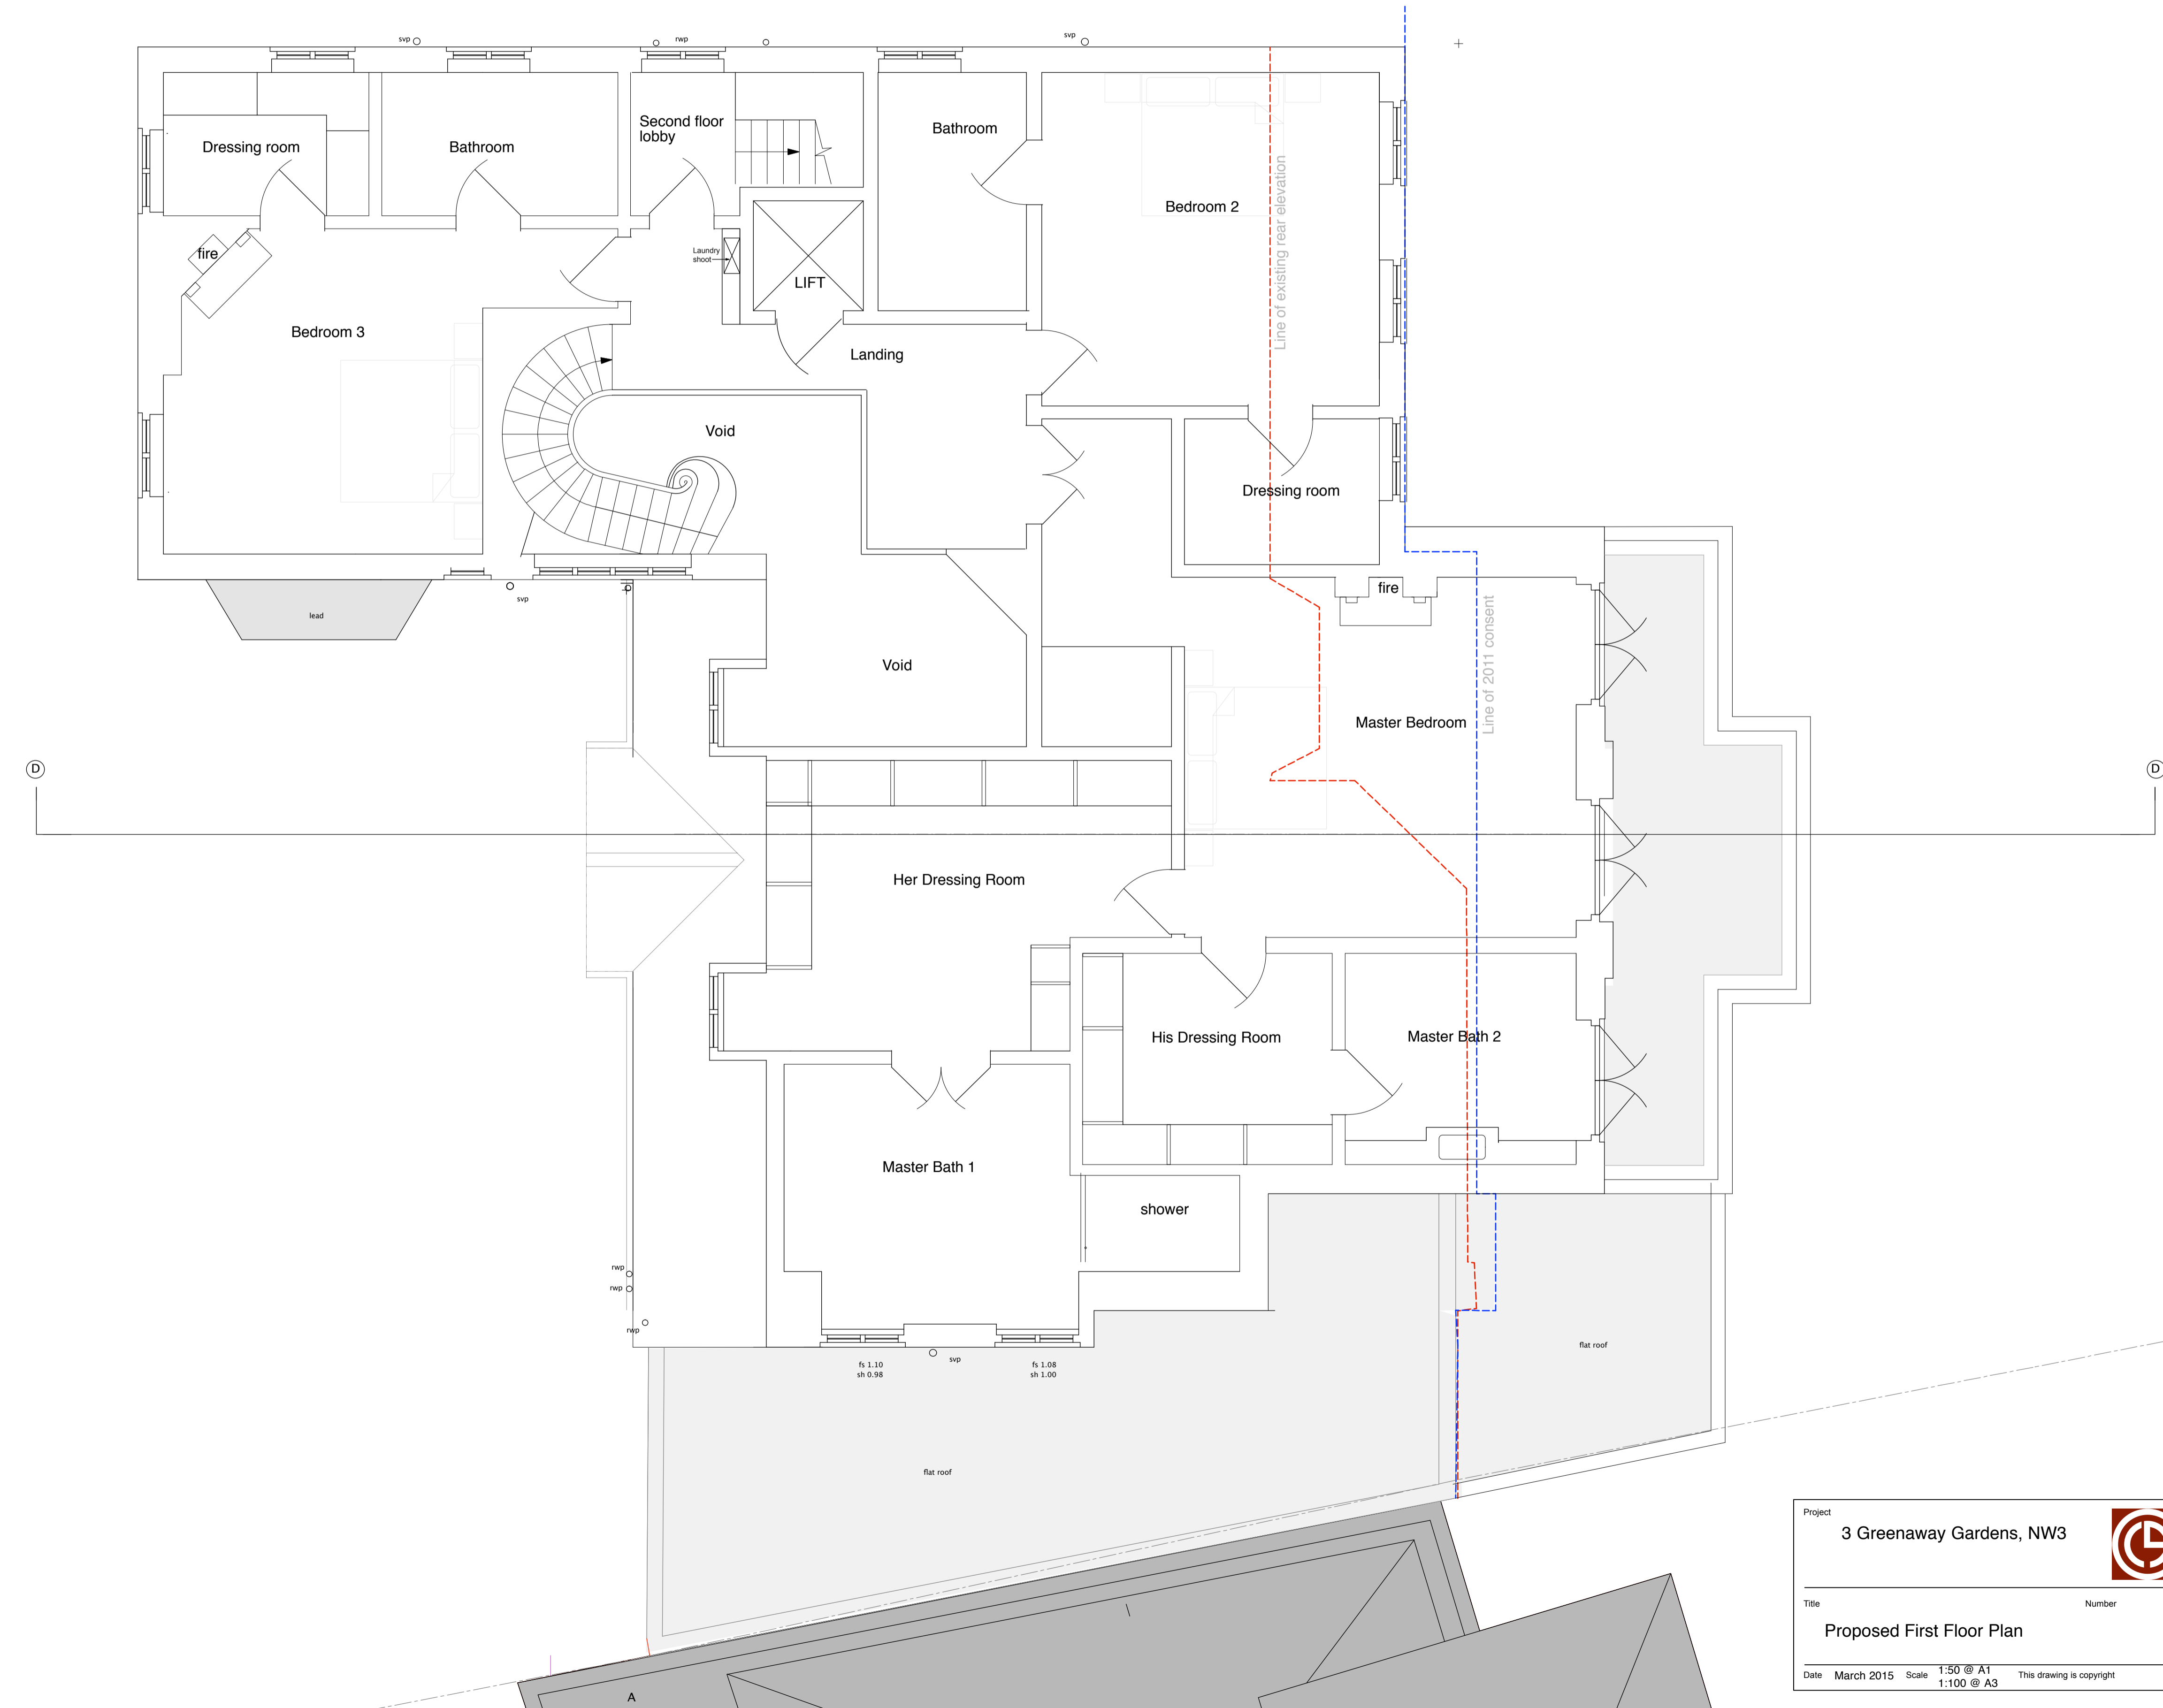 svp
rwp
svp
Second floor
lobby
Bathroom
Dressing room
Bathroom
Line of existing rear elevation
Bedroom 2
fire
Laundry
shoot
LIFT
Bedroom 3
Landing
Void
Dressing room
svp
fire
lead
Line of 2011 consent
Void
Master Bedroom
D
D
Her Dressing Room
His Dressing Room
Master Bath 2
Master Bath 1
shower
rwp
rwp
rwp
svp
flat roof
fs 1.10
sh 0.98
fs 1.08
sh 1.00
flat roof
Project
3 Greenaway Gardens, NW3
Title
Number
Proposed First Floor Plan
Date March 2015 Scale 1:50 @ A1
1:100 @ A3
This drawing is copyright
A